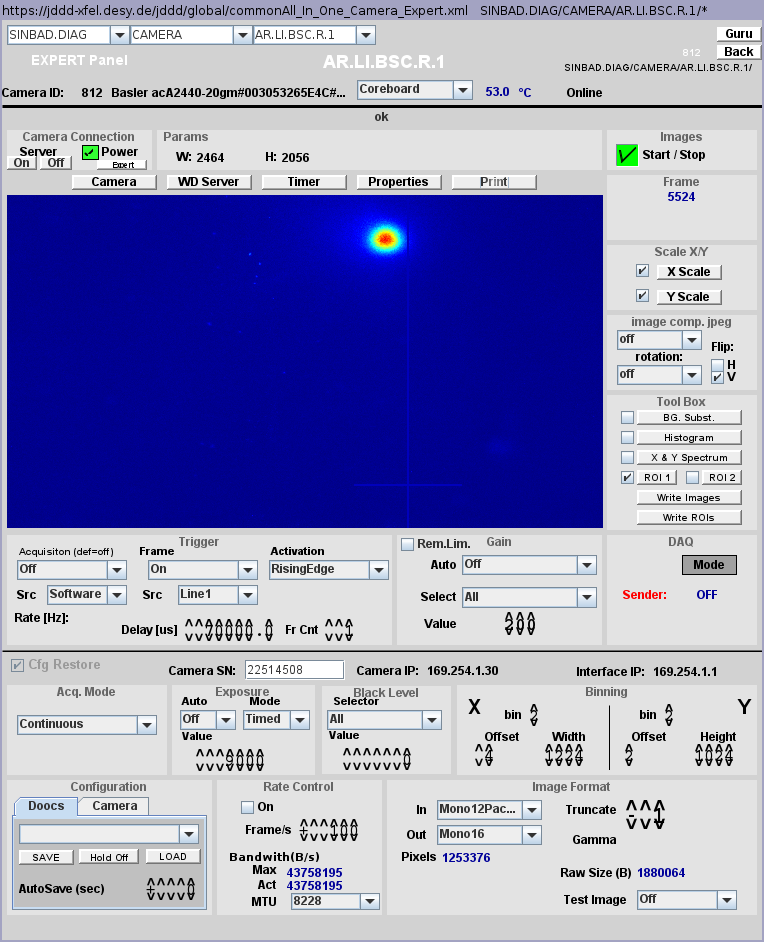 https://jddd-xfel.desy.de/jddd/global/commonAll_In_One_Camera_Expert.xml SINBAD.DIAG/CAMERA/AR.LI.BSC.R.1/*
SINBAD.DIAG CAMERA AR.LI.BSC.R.1 Guru
EXPERT Panel AR.LI.BSC.R.1 812 Back
SINBAD.DIAG/CAMERA/AR.LI.BSC.R.1/
Camera ID: 812 Basler acA2440-20gm#003053265E4C#... Coreboard 53.0 °C Online
ok
Camera Connection Params Images
Server Power W: 2464 H: 2056 Start / Stop
On Off Expert
Camera WD Server Timer Properties Print Frame
5524
Scale X/Y
X Scale
Y Scale
image comp. jpeg
off Flip:
rotation: H
off V
Tool Box
BG. Subst.
Histogram
X & Y Spectrum
ROI 1 ROI 2
Write Images
Write ROIs
Trigger Rem.Lim. Gain DAQ
Acquisiton (def=off) Frame Activation
Off On RisingEdge Auto Off Mode
Src Software Src Line1 Select All Sender: OFF
Rate [Hz]: Delay[us] 70000.0 Fr Cnt 1 Value 200
Cfg Restore Camera SN: 22514508 Camera IP: 169.254.1.30 Interface IP: 169.254.1.1
Acq. Mode Exposure Black Level Binning
Auto Mode Selector X bin 2 bin 2 Y
Continuous Off Timed All
Value Value Offset Width Offset Height
9000 0 4 1224 2 1024
Configuration Rate Control Image Format
Doocs Camera On In Mono12Pac... Truncate -1
Frame/s + 100 Out Mono16 Gamma
SAVE Hold Off LOAD Bandwith(B/s) Pixels 1253376
Max 43758195 Raw Size (B) 1880064
AutoSave (sec) + 0 Act 43758195
MTU 8228 Test Image Off